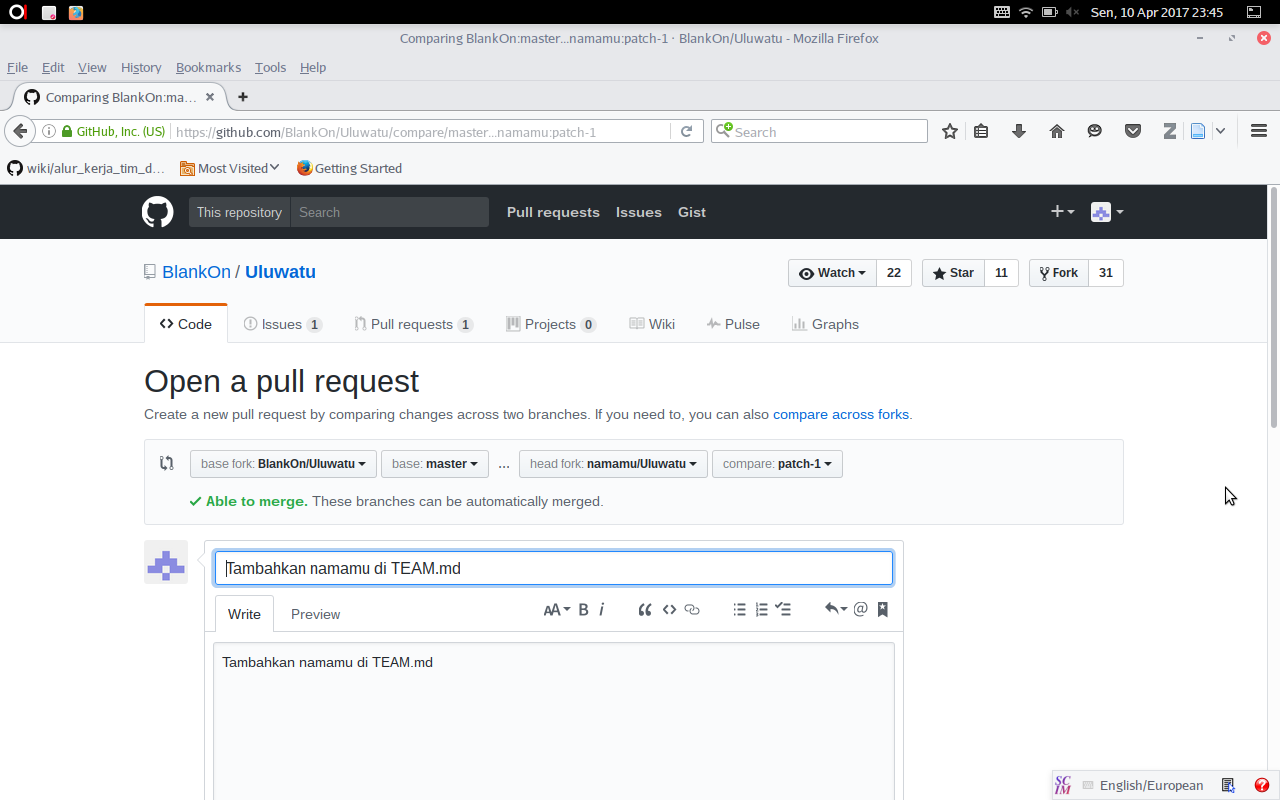 Sen, 10 Apr 2017 23:45
Comparing BlankOn:master...namamu:patch-1 · BlankOn/Uluwatu - Mozilla Firefox
File Edit View History Bookmarks Tools Help
Comparing BlankOn:ma...
GitHub, Inc. (US) https://github.com/BlankOn/Uluwatu/compare/master...namamu:patch-1 Search
wiki/alur_kerja_tim_d... Most Visited Getting Started
This repository Search Pull requests Issues Gist
BlankOn / Uluwatu Watch 22 Star 11 Fork 31
Code Issues 1 Pull requests 1 Projects 0 Wiki Pulse Graphs
Open a pull request
Create a new pull request by comparing changes across two branches. If you need to, you can also compare across forks.
base fork: BlankOn/Uluwatu base: master ... head fork: namamu/Uluwatu compare: patch-1
Able to merge. These branches can be automatically merged.
Tambahkan namamu di TEAM.md
Write Preview AA B i @
Tambahkan namamu di TEAM.md
SCIM English/European